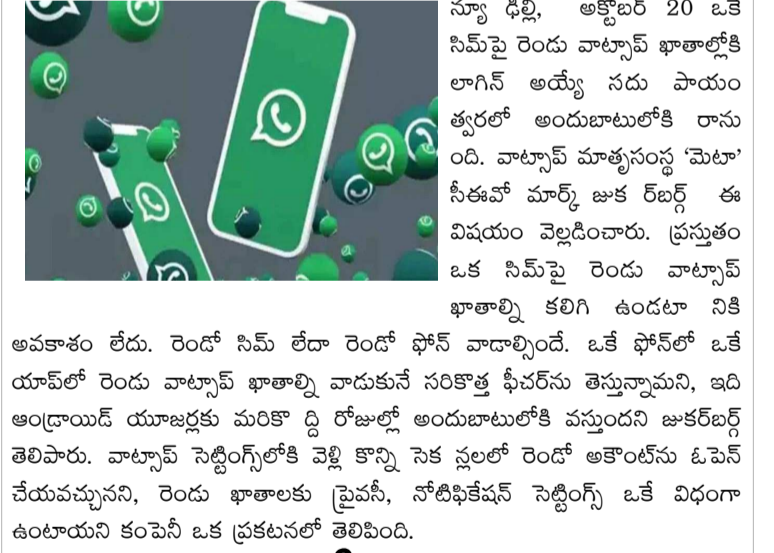 న్యూ ఢిల్లీ, అక్టోబర్ 20 ఒకే
సిమ్‌పై రెండు వాట్సాప్ ఖాతాల్లోకి
లాగిన్ అయ్యే సదు పాయం
త్వరలో అందుబాటులోకి రాను
ంది. వాట్సాప్ మాతృసంస్థ ‘మెటా’
సీఈవో మార్క్ జుక ర్‌బర్గ్ ఈ
విషయం వెల్లడించారు. ప్రస్తుతం
ఒక సిమ్‌పై రెండు వాట్సాప్
ఖాతాల్ని కలిగి ఉండటా నికి
అవకాశం లేదు. రెండో సిమ్ లేదా రెండో ఫోన్ వాడాల్సిందే. ఒకే ఫోన్‌లో ఒకే
యాప్‌లో రెండు వాట్సాప్ ఖాతాల్ని వాడుకునే సరికొత్త ఫీచర్‌ను తెస్తున్నామని, ఇది
ఆండ్రాయిడ్ యూజర్లకు మరికొ ద్ది రోజుల్లో అందుబాటులోకి వస్తుందని జుకర్‌బర్గ్
తెలిపారు. వాట్సాప్ సెట్టింగ్స్‌లోకి వెళ్లి కొన్ని సెక న్లలలో రెండో అకౌంట్‌ను ఓపెన్
చేయవచ్చునని, రెండు ఖాతాలకు ప్రైవసీ, నోటిఫికేషన్ సెట్టింగ్స్ ఒకే విధంగా
ఉంటాయని కంపెనీ ఒక ప్రకటనలో తెలిపింది.